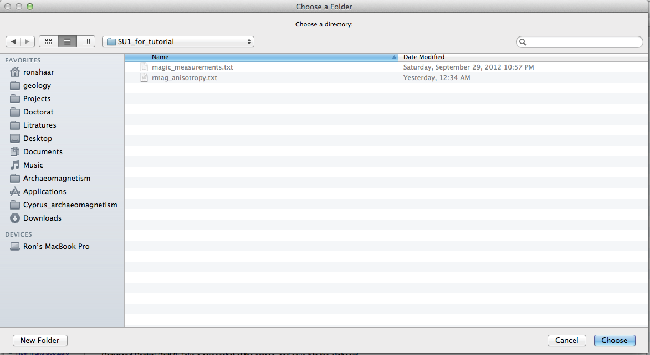 Choose a Folder
Choose a directory:
SU1_for_tutorial
FAVORITES
ronshaar
geology
Projects
Doctorat
Litratures
Desktop
Documents
Music
Archaeomagnetism
Applications
Cyprus_archaeomagnetism
Downloads
DEVICES
Ron's MacBook Pro
Name Date Modified
magic_measurements.txt Saturday, September 29, 2012 10:57 PM
rmag_anisotropy.txt Yesterday, 12:34 AM
New Folder Cancel Choose